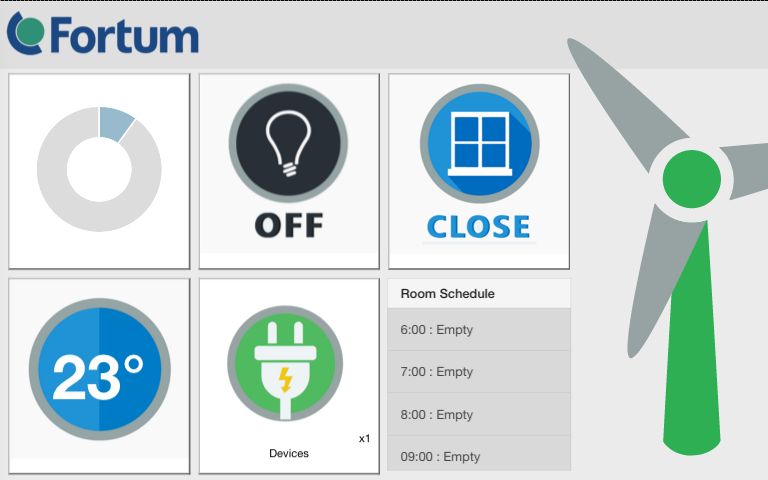 Fortum
OFF
CLOSE
23°
x1
Devices
Room Schedule
6:00 : Empty
7:00 : Empty
8:00 : Empty
09:00 : Empty